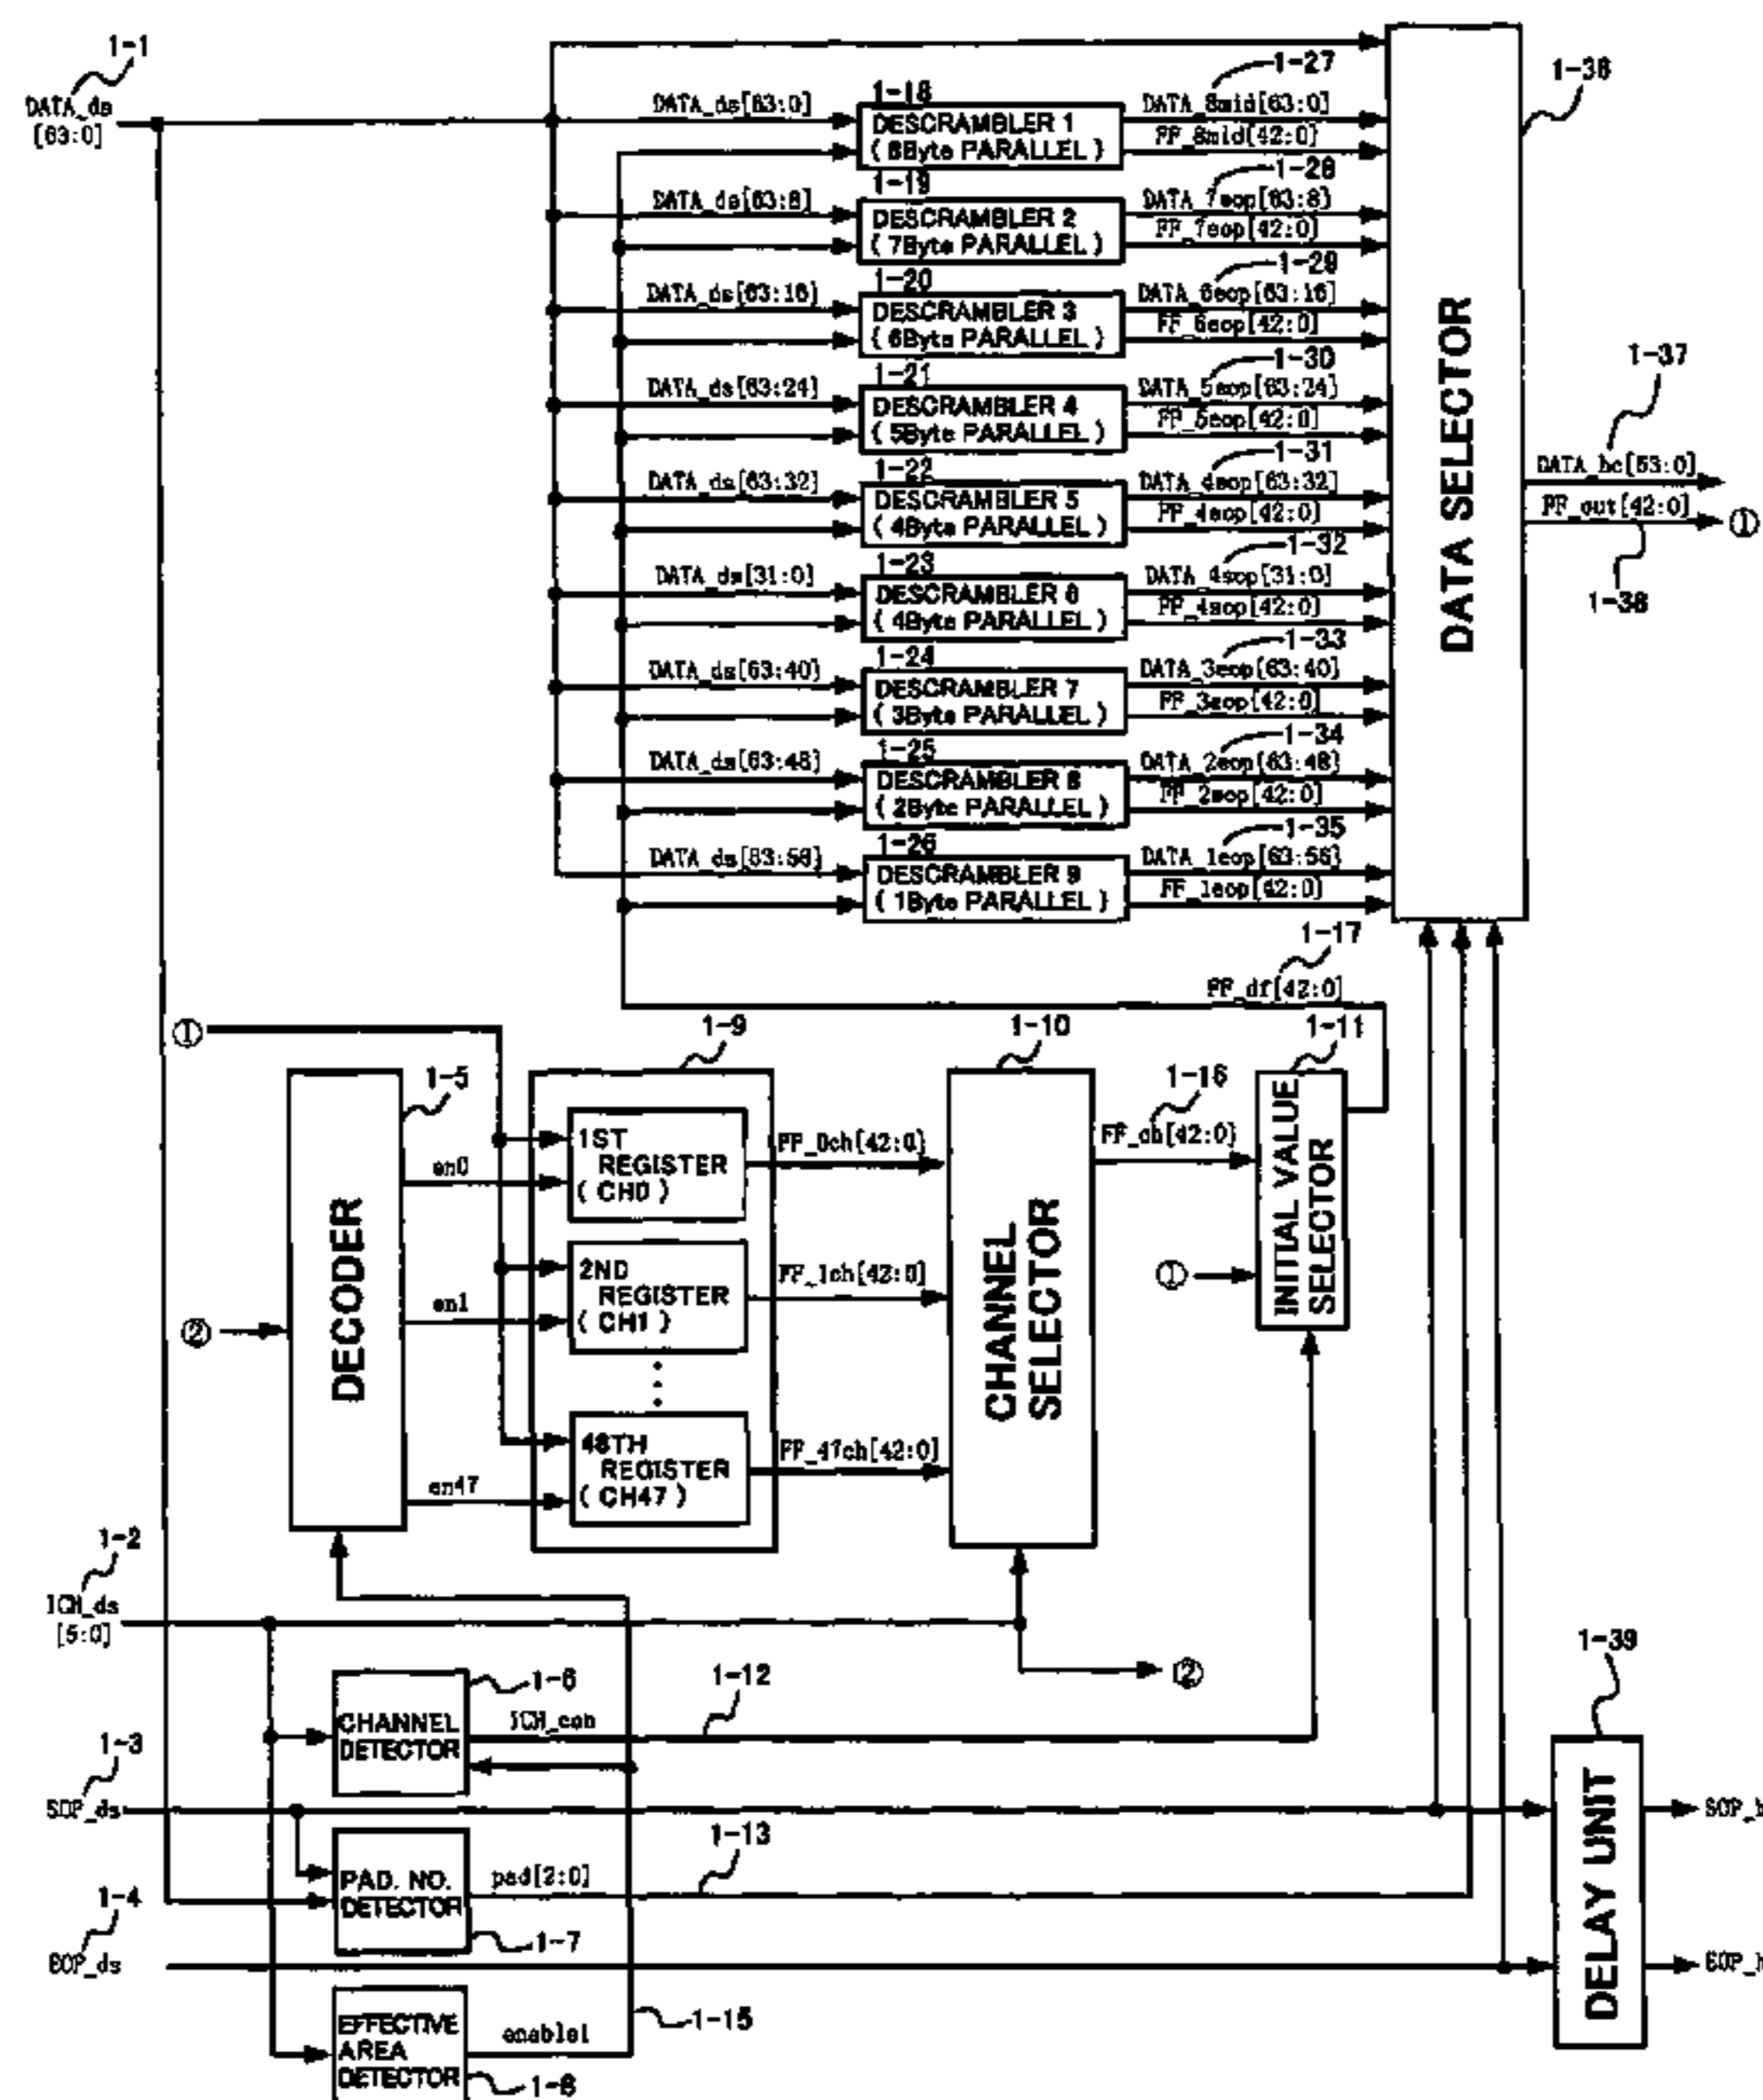 1-1
DATA_ds
[63:0]
DATA_ds[63:0]
1-18
DESCRAMBLER 1
( 8Byte PARALLEL )
1-27
DATA_8mid[63:0]
FF_8mid[42:0]
1-36
DATA_ds[63:8]
1-19
DESCRAMBLER 2
( 7Byte PARALLEL )
1-28
DATA_7eop[63:8]
FF_7eop[42:0]
DATA_ds[63:16]
1-20
DESCRAMBLER 3
( 6Byte PARALLEL )
1-29
DATA_6eop[63:16]
FF_6eop[42:0]
DATA_ds[63:24]
1-21
DESCRAMBLER 4
( 5Byte PARALLEL )
1-30
DATA_5eop[63:24]
FF_5eop[42:0]
DATA_ds[63:32]
1-22
DESCRAMBLER 5
( 4Byte PARALLEL )
1-31
DATA_4eop[63:32]
FF_4eop[42:0]
DATA_ds[31:0]
1-23
DESCRAMBLER 6
( 4Byte PARALLEL )
1-32
DATA_4sop[31:0]
FF_4sop[42:0]
DATA_ds[63:40]
1-24
DESCRAMBLER 7
( 3Byte PARALLEL )
1-33
DATA_3eop[63:40]
FF_3eop[42:0]
DATA_ds[63:48]
1-25
DESCRAMBLER 8
( 2Byte PARALLEL )
1-34
DATA_2eop[63:48]
FF_2eop[42:0]
DATA_ds[63:56]
1-26
DESCRAMBLER 9
( 1Byte PARALLEL )
1-35
DATA_1eop[63:56]
FF_1eop[42:0]
DATA SELECTOR
1-37
DATA_hc[63:0]
FF_out[42:0]
①
1-38
1-17
FF_df[42:0]
①
1-5
DECODER
②
en0
en1
en47
1-9
1ST
REGISTER
( CH0 )
2ND
REGISTER
( CH1 )
48TH
REGISTER
( CH47 )
FF_0ch[42:0]
FF_1ch[42:0]
FF_47ch[42:0]
1-10
CHANNEL
SELECTOR
1-16
FF_ch[42:0]
①
1-11
INITIAL VALUE
SELECTOR
1-2
ICH_ds
[5:0]
②
1-6
CHANNEL
DETECTOR
ICH_con
1-12
1-3
SOP_ds
PAD. NO.
DETECTOR
pad[2:0]
1-13
1-7
1-4
EOP_ds
EFFECTIVE
AREA
DETECTOR
enable1
1-15
1-8
1-39
DELAY UNIT
SOP_h
EOP_h